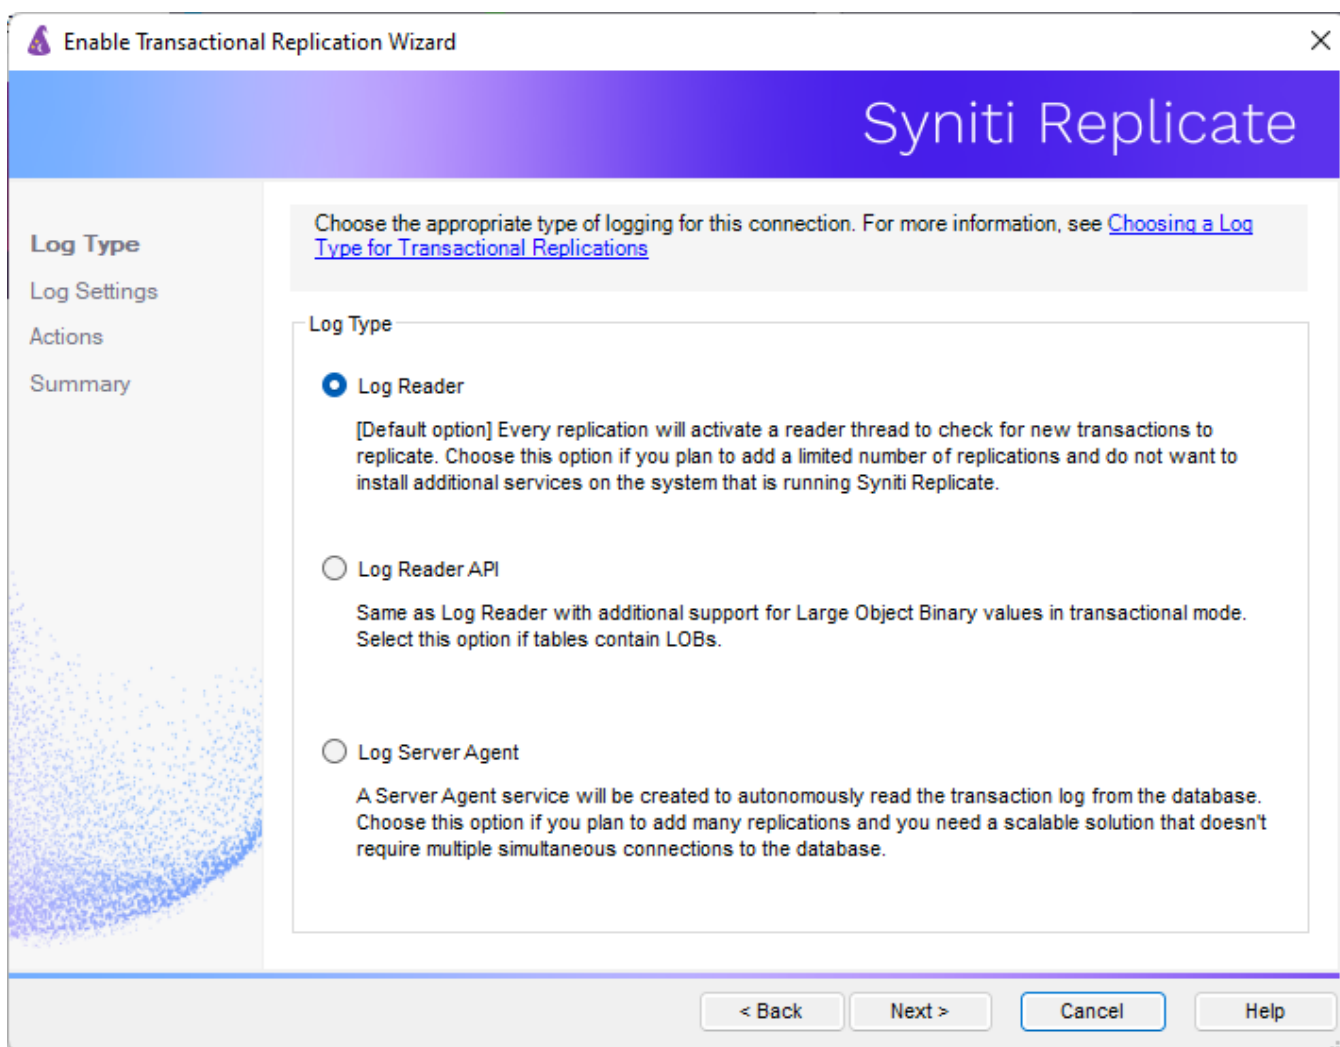 Enable Transactional Replication Wizard
Syniti Replicate
Log Type
Log Settings
Actions
Summary
Choose the appropriate type of logging for this connection. For more information, see Choosing a Log
Type for Transactional Replications
Log Type
Log Reader
[Default option] Every replication will activate a reader thread to check for new transactions to
replicate. Choose this option if you plan to add a limited number of replications and do not want to
install additional services on the system that is running Syniti Replicate.
Log Reader API
Same as Log Reader with additional support for Large Object Binary values in transactional mode.
Select this option if tables contain LOBs.
Log Server Agent
A Server Agent service will be created to autonomously read the transaction log from the database.
Choose this option if you plan to add many replications and you need a scalable solution that doesn't
require multiple simultaneous connections to the database.
< Back
Next >
Cancel
Help